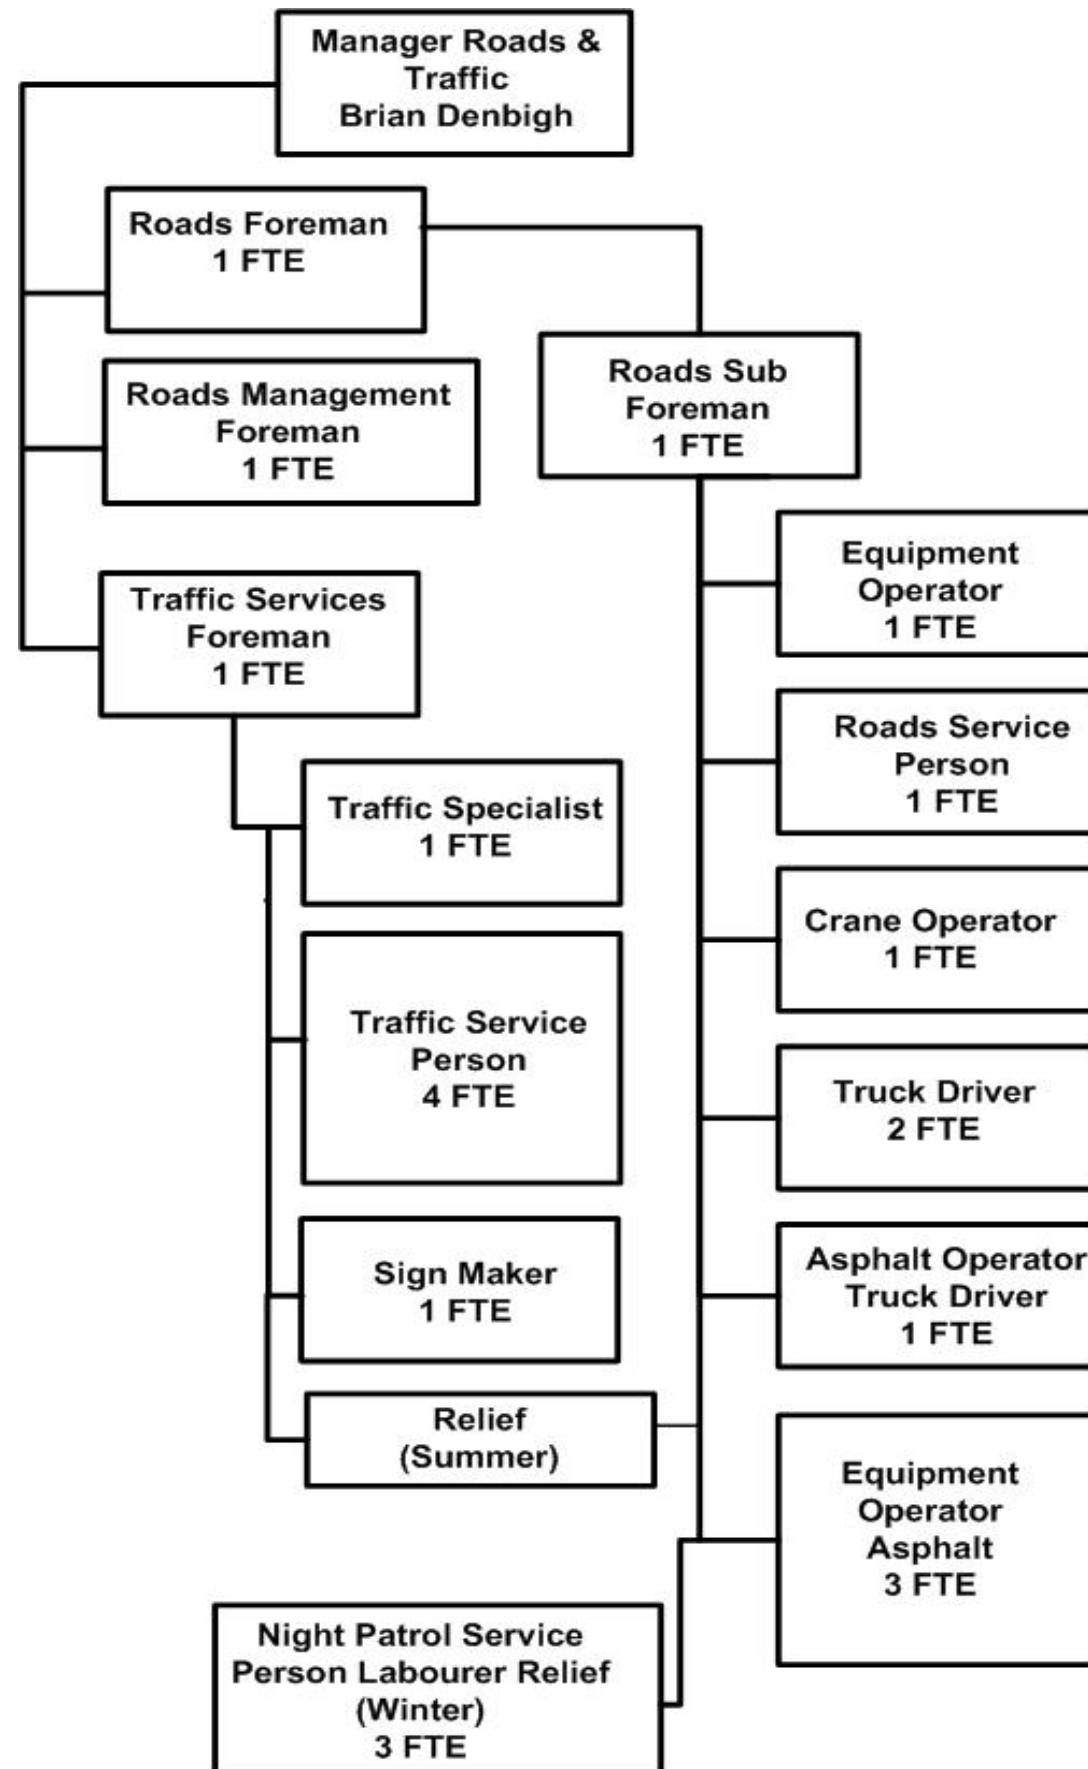 Manager Roads &
Traffic
Brian Denbigh
Roads Foreman
1 FTE
Roads Management
Foreman
1 FTE
Traffic Services
Foreman
1 FTE
Traffic Specialist
1 FTE
Traffic Service
Person
4 FTE
Sign Maker
1 FTE
Relief
(Summer)
Night Patrol Service
Person Labourer Relief
(Winter)
3 FTE
Roads Sub
Foreman
1 FTE
Equipment
Operator
1 FTE
Roads Service
Person
1 FTE
Crane Operator
1 FTE
Truck Driver
2 FTE
Asphalt Operator
Truck Driver
1 FTE
Equipment
Operator
Asphalt
3 FTE